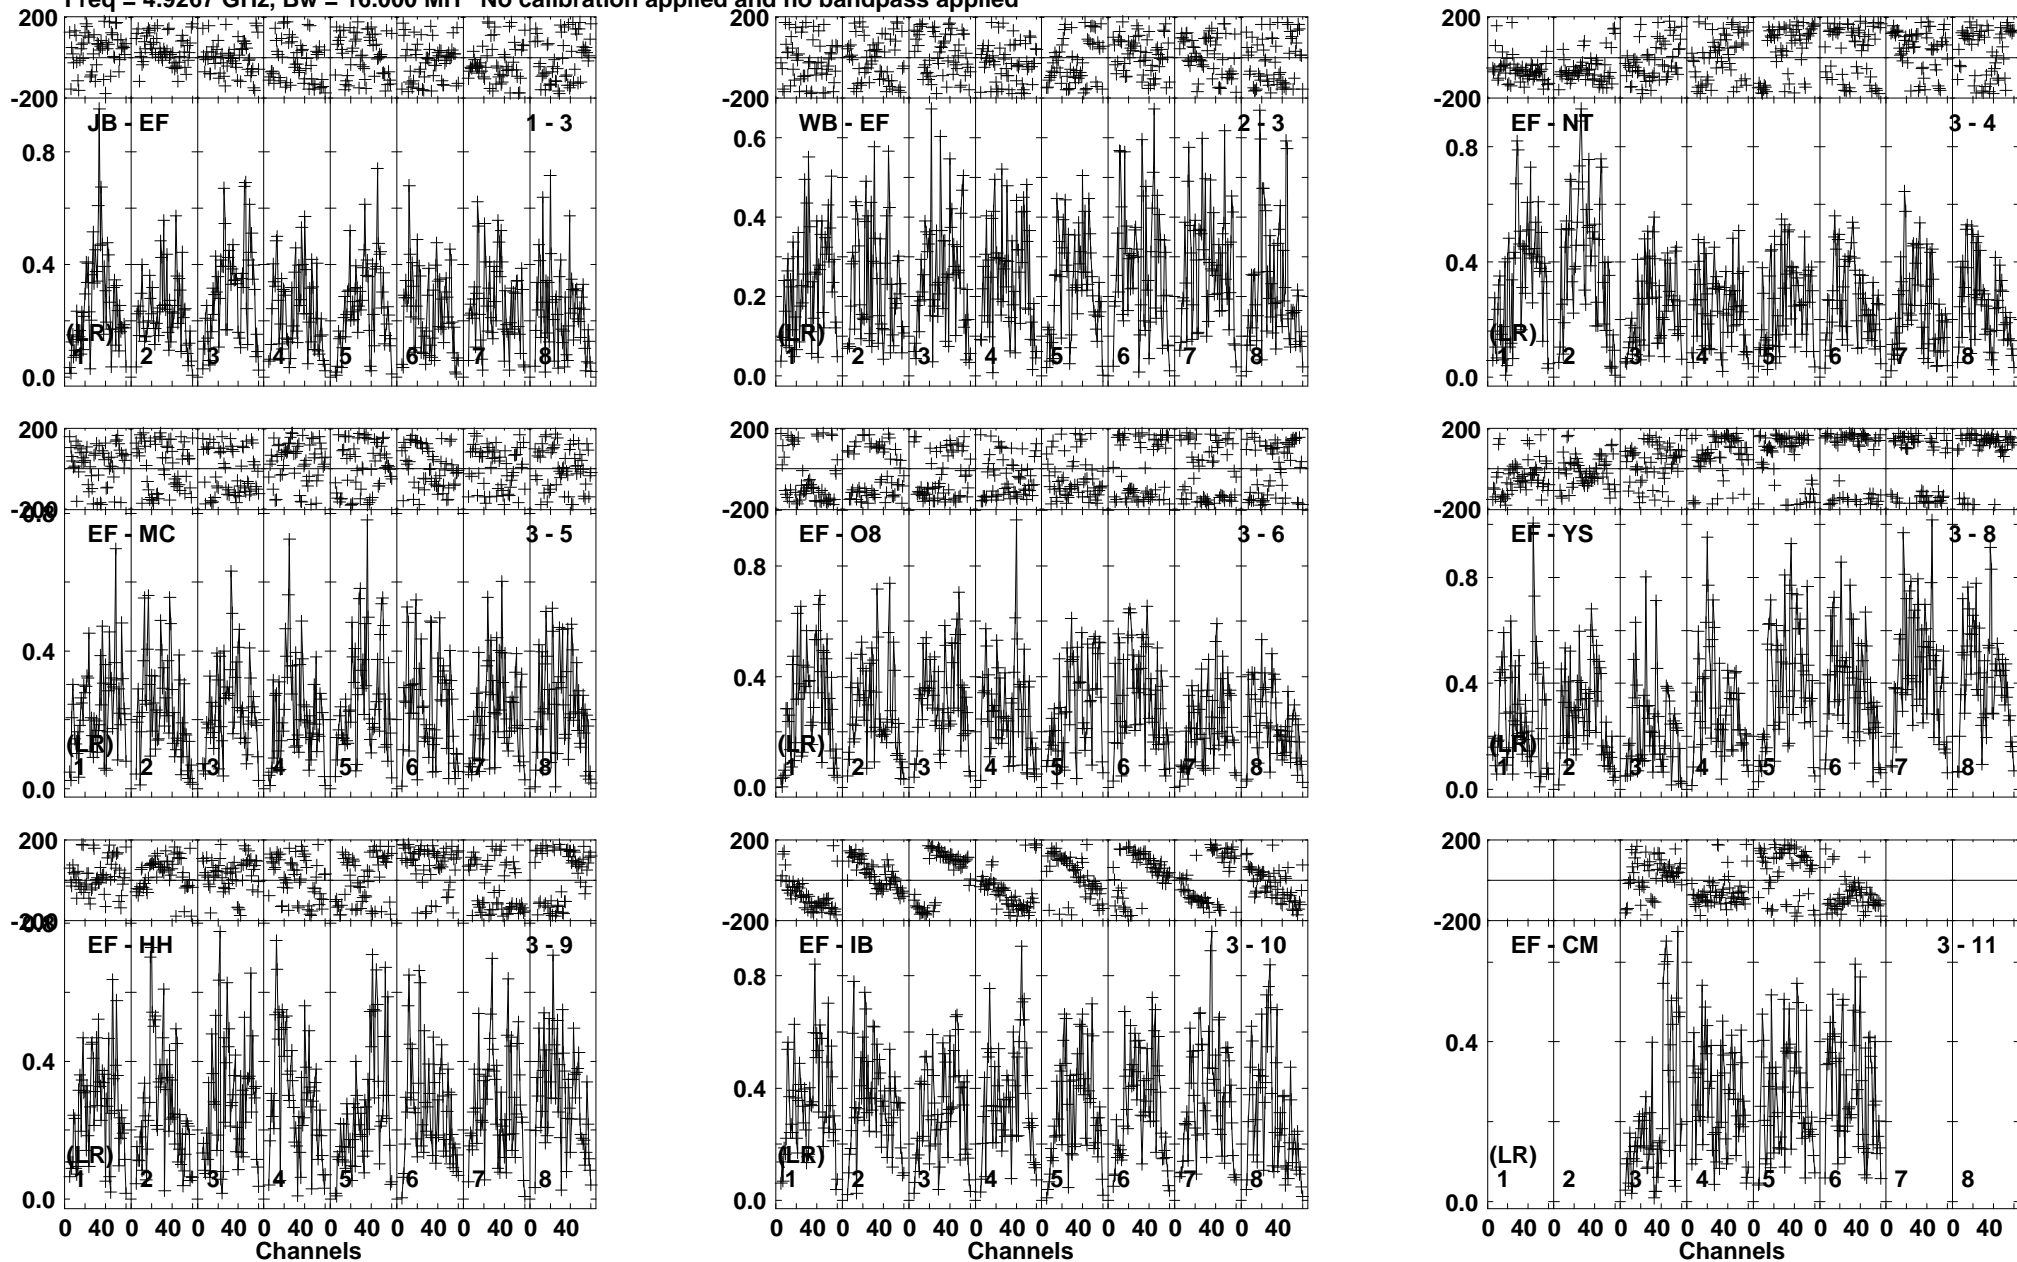 Freq = 4.9267 GHz, Bw = 16.000 MH No calibration applied and no bandpass applied
200 200 200
-200 -200 -200
JB - EF 1 - 3 WB - EF 2 - 3 EF - NT 3 - 4
0.8 0.6 0.8
0.4 0.4 0.4
0.2
(LR) (LR) (LR)
1 2 3 4 5 6 7 8 1 2 3 4 5 6 7 8 1 2 3 4 5 6 7 8
0.0 0.0 0.0
200 200 200
-200 -200 -200
0.8
EF - MC 3 - 5 EF - O8 3 - 6 EF - YS 3 - 8
0.8 0.8
0.4 0.4 0.4
(LR) (LR) (LR)
1 2 3 4 5 6 7 8 1 2 3 4 5 6 7 8 1 2 3 4 5 6 7 8
0.0 0.0 0.0
200 200 200
-200 -200 -200
0.8
EF - HH 3 - 9 EF - IB 3 - 10 EF - CM 3 - 11
0.8
0.4 0.4 0.4
(LR) (LR) (LR)
1 2 3 4 5 6 7 8 1 2 3 4 5 6 7 8 1 2 3 4 5 6 7 8
0.0 0.0 0.0
0 40 0 40 0 40 0 40 0 40 0 40 0 40 0 40 0 40 0 40 0 40 0 40 0 40 0 40 0 40 0 40 0 40 0 40 0 40 0 40 0 40 0 40 0 40 0 40
Channels Channels Channels